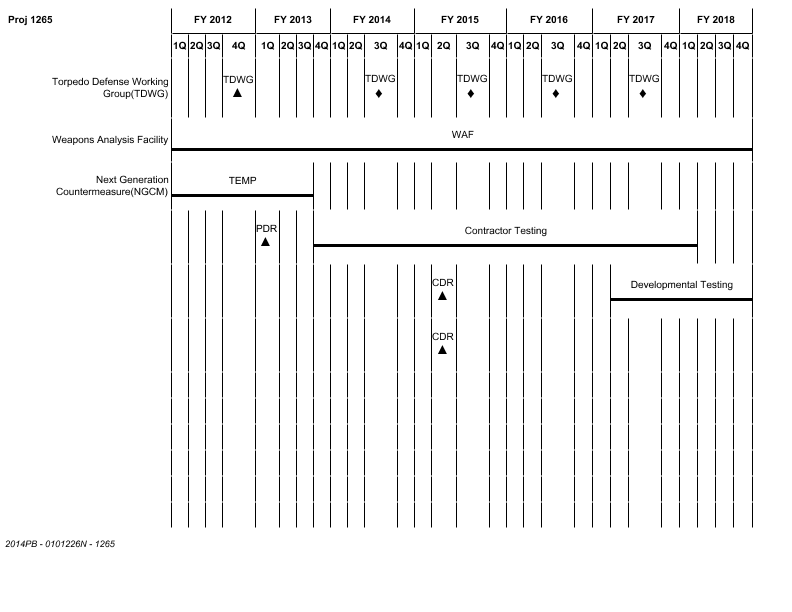 Proj 1265 FY 2012 FY 2013 FY 2014 FY 2015 FY 2016 FY 2017 FY 2018
1Q 2Q 3Q 4Q 1Q 2Q 3Q 4Q 1Q 2Q 3Q 4Q 1Q 2Q 3Q 4Q 1Q 2Q 3Q 4Q 1Q 2Q 3Q 4Q 1Q 2Q 3Q 4Q
Torpedo Defense Working
Group(TDWG)
TDWG TDWG TDWG TDWG TDWG
Weapons Analysis Facility
WAF
Next Generation
Countermeasure(NGCM)
TEMP
PDR Contractor Testing
CDR Developmental Testing
CDR
2014PB - 0101226N - 1265